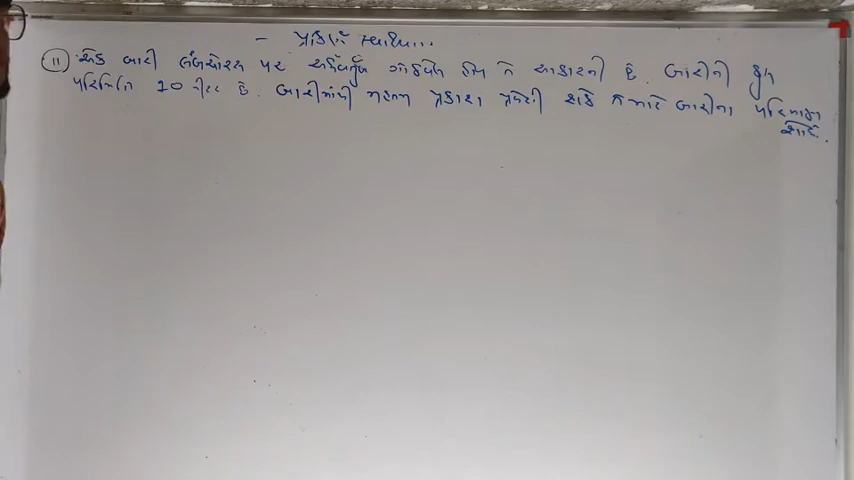 - પ્રકિર્ણ સ્વાધ્યાય...
11 એક બારી લંબચોરસ પર અર્ધવર્તુળ ગોઠવેલ હોય તે આકારની છે. બારીની કુલ
પરિમિતિ 10 મીટર છે. બારીમાંથી મહત્તમ પ્રકાશ પ્રવેશી શકે તે માટે બારીના પરિમાણ
શોધો.